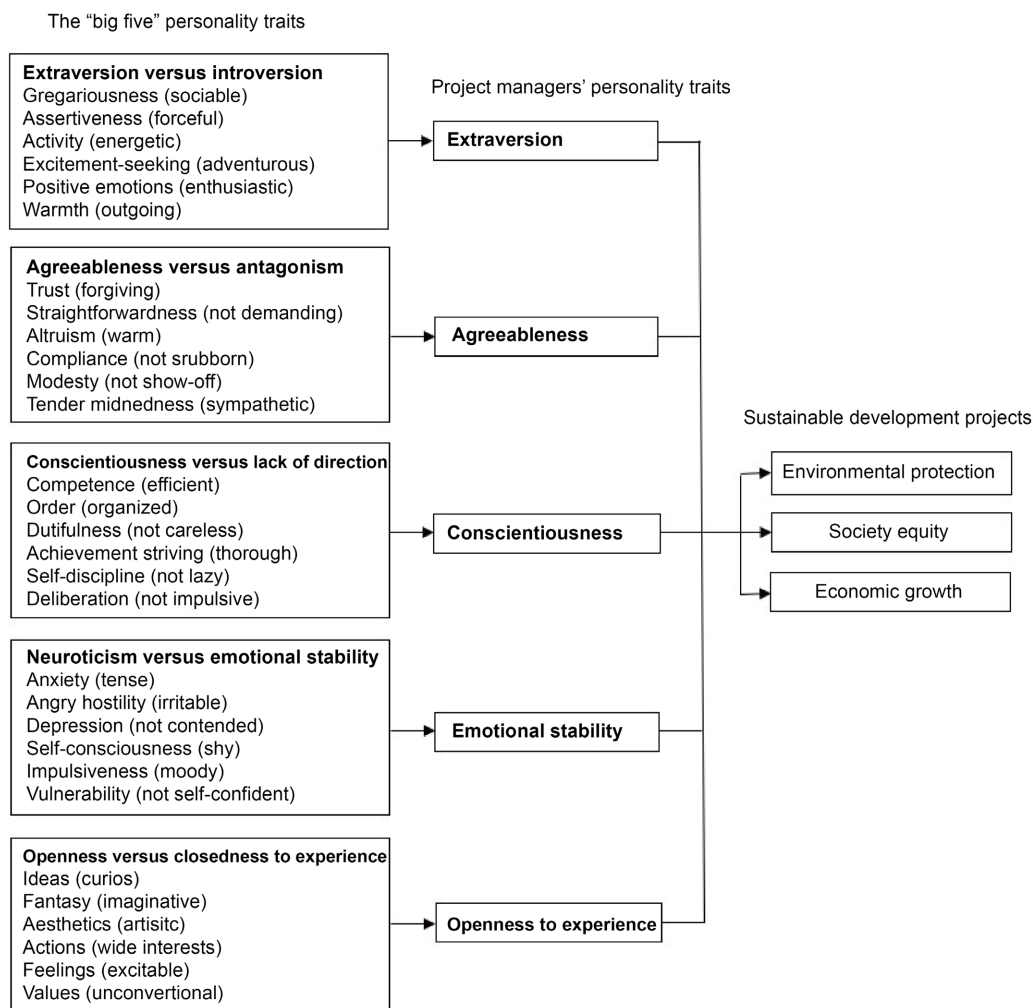 The “big five” personality traits
Extraversion versus introversion
Gregariousness (sociable)
Assertiveness (forceful)
Activity (energetic)
Excitement-seeking (adventurous)
Positive emotions (enthusiastic)
Warmth (outgoing)
Agreeableness versus antagonism
Trust (forgiving)
Straightforwardness (not demanding)
Altruism (warm)
Compliance (not srubborn)
Modesty (not show-off)
Tender midnedness (sympathetic)
Conscientiousness versus lack of direction
Competence (efficient)
Order (organized)
Dutifulness (not careless)
Achievement striving (thorough)
Self-discipline (not lazy)
Deliberation (not impulsive)
Neuroticism versus emotional stability
Anxiety (tense)
Angry hostility (irritable)
Depression (not contended)
Self-consciousness (shy)
Impulsiveness (moody)
Vulnerability (not self-confident)
Openness versus closedness to experience
Ideas (curios)
Fantasy (imaginative)
Aesthetics (artisitc)
Actions (wide interests)
Feelings (excitable)
Values (unconvertional)
Project managers’ personality traits
Extraversion
Agreeableness
Conscientiousness
Emotional stability
Openness to experience
Sustainable development projects
Environmental protection
Society equity
Economic growth